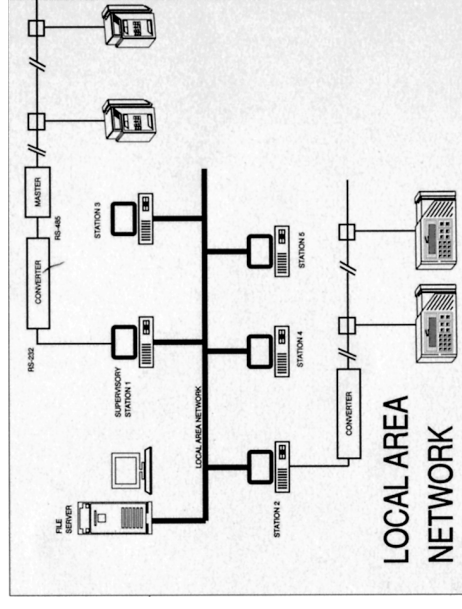 RS-232
CONVERTER
RS-485
MASTER
FILE
SERVER
SUPERVISORY
STATION 1
STATION 3
LOCAL AREA NETWORK
STATION 2
STATION 4
STATION 5
CONVERTER
LOCAL AREA
NETWORK